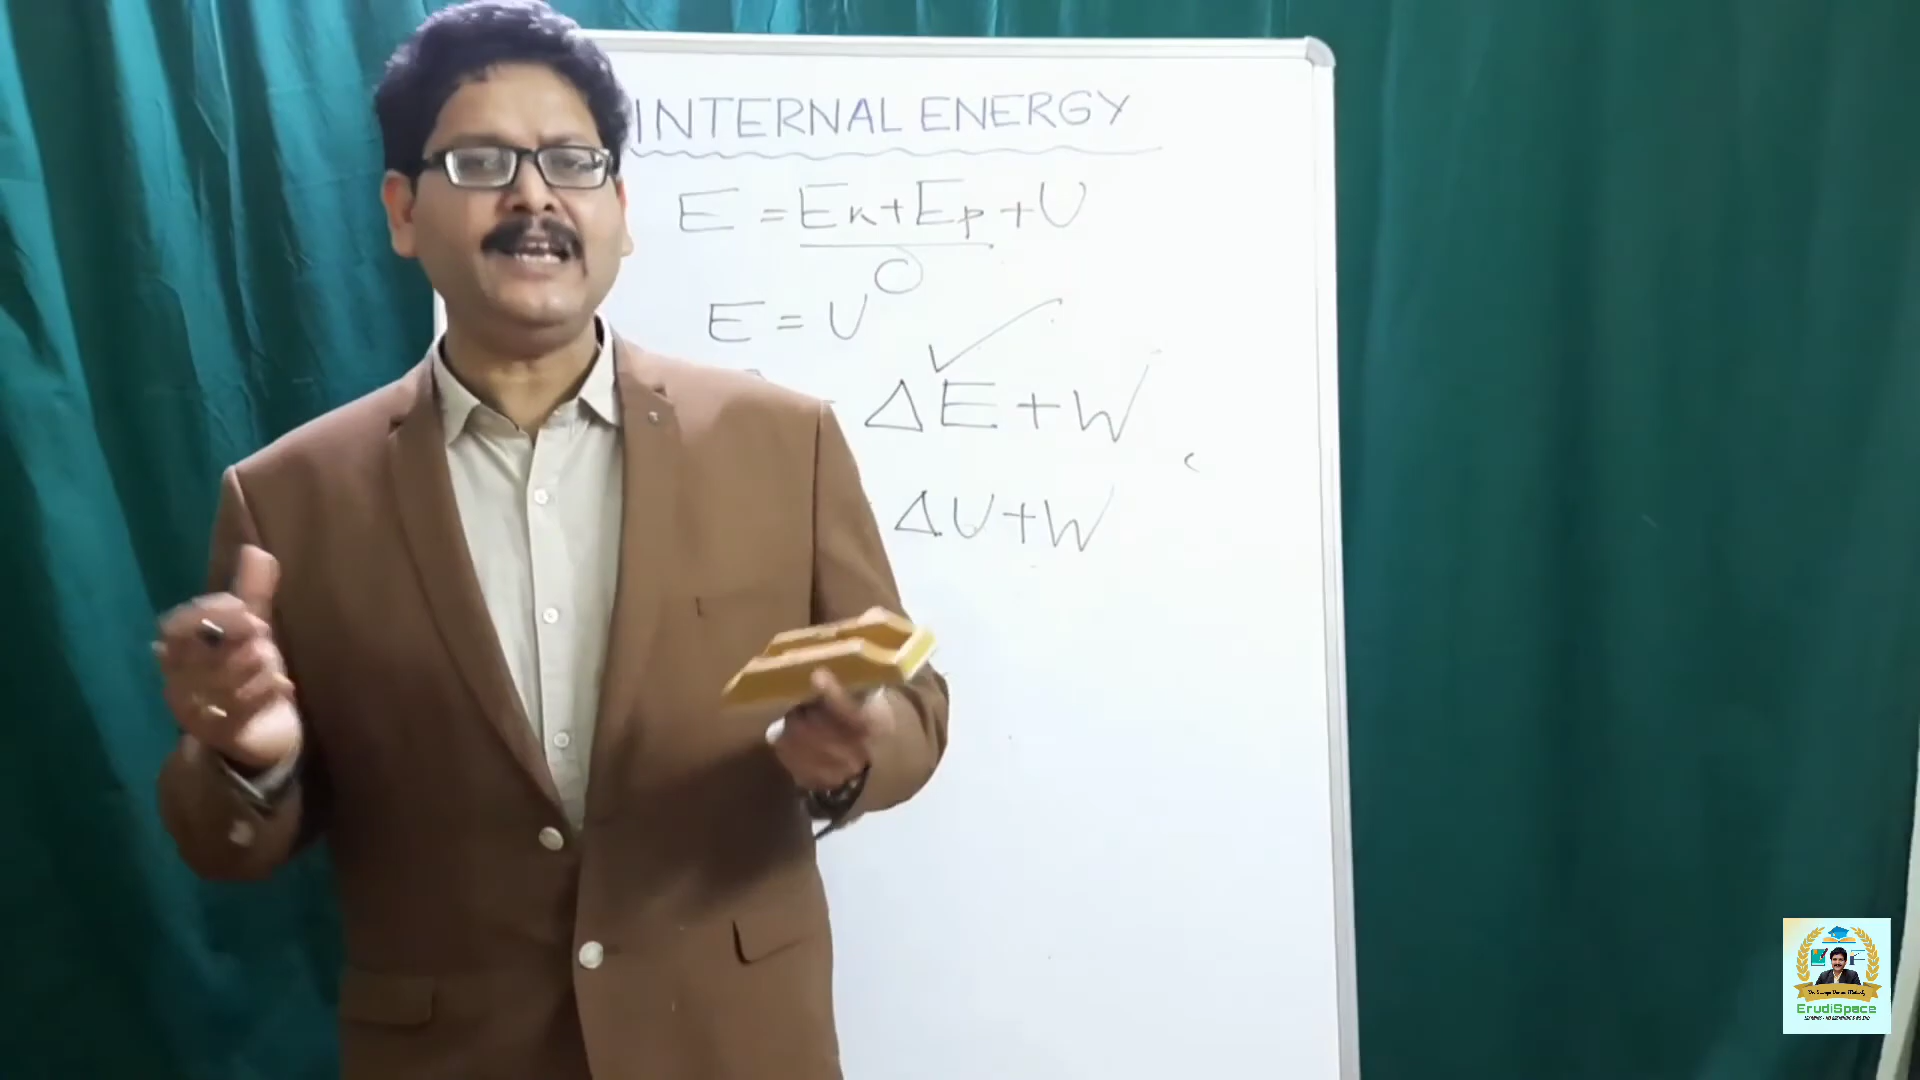 INTERNAL ENERGY
E = Ek + Ep + U
O
E = U
ΔE + W
ΔU + W
ErudiSpace